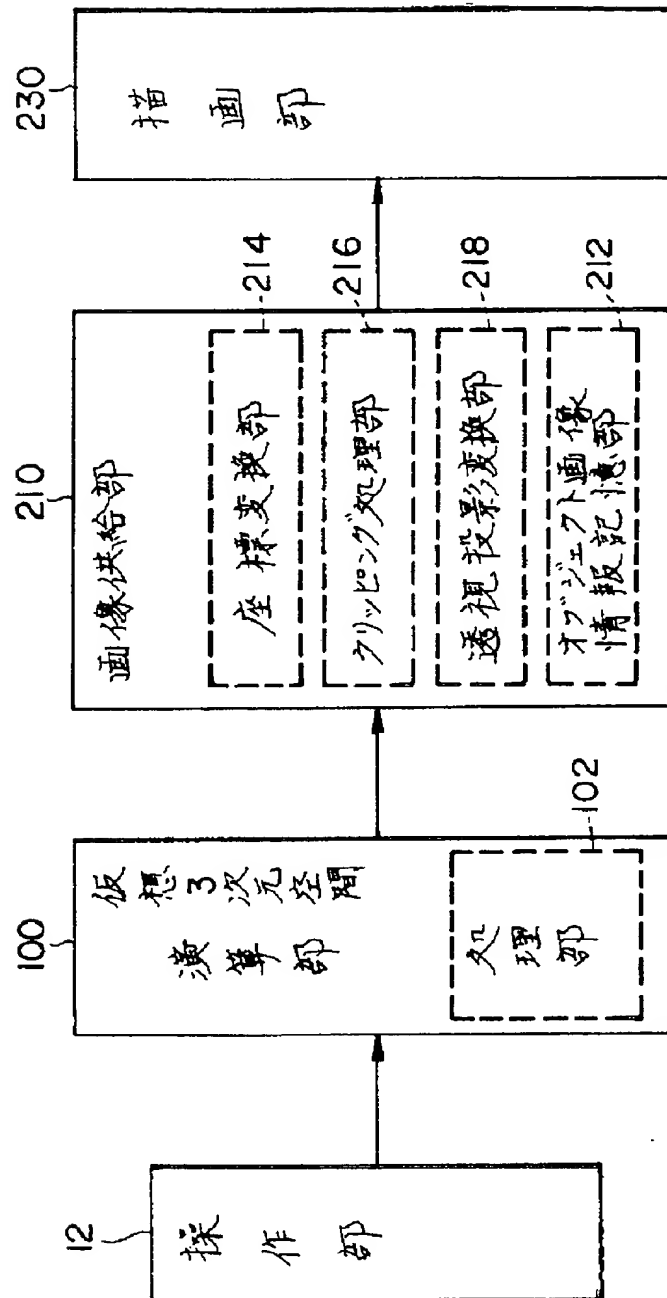 12
操作部
100
仮想3次元空間
演算部
処理部
102
210
画像供給部
座標変換部
214
クリッピング処理部
216
透視投影変換部
218
オブジェクト画像
情報記憶部
212
230
描画部